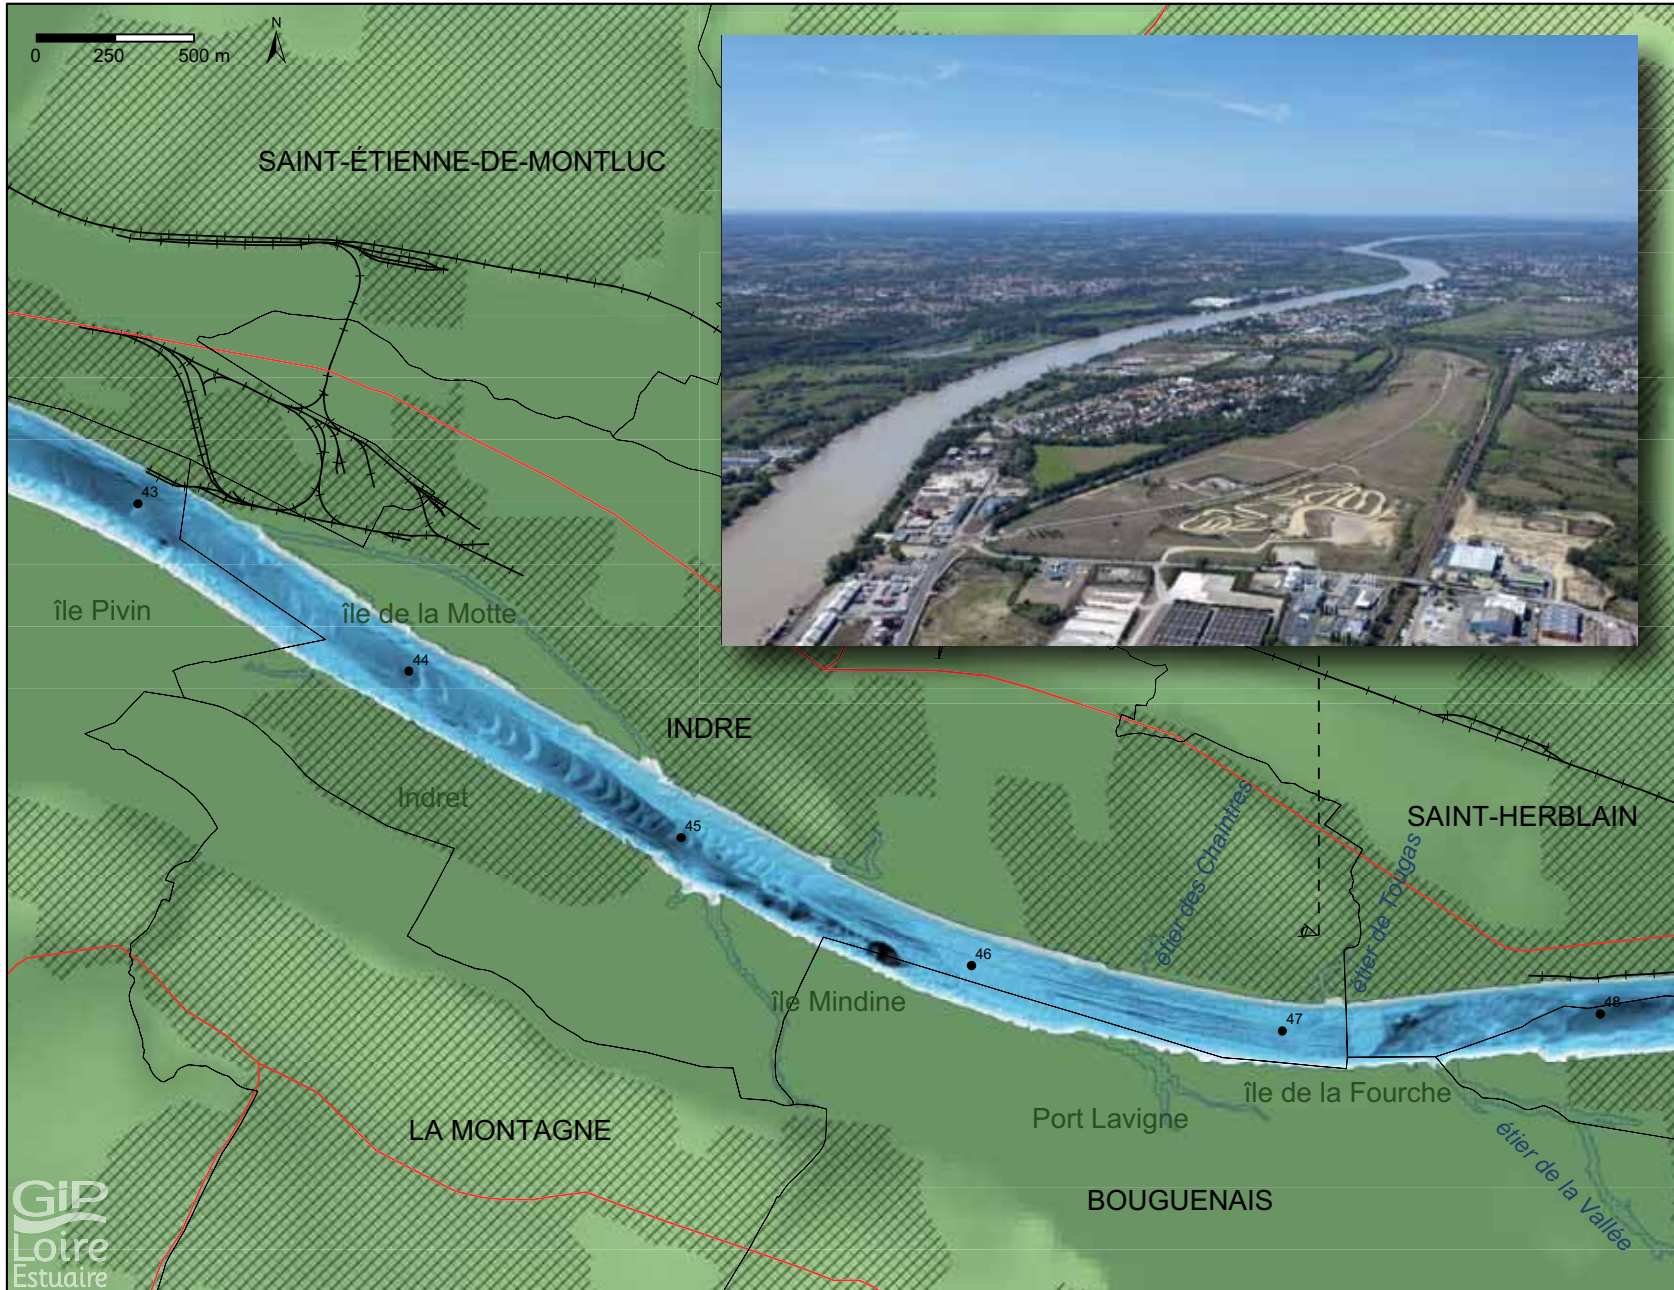 N
0 250 500 m
SAINT-ÉTIENNE-DE-MONTLUC
43
île Pivin
île de la Motte
44
INDRE
Indret
45
SAINT-HERBLAIN
étier des Chaintres
étier de Tougas
46
île Mindine
47
48
île de la Fourche
Port Lavigne
LA MONTAGNE
étier de la Vallée
BOUGUENAIS
GIP
Loire
Estuaire